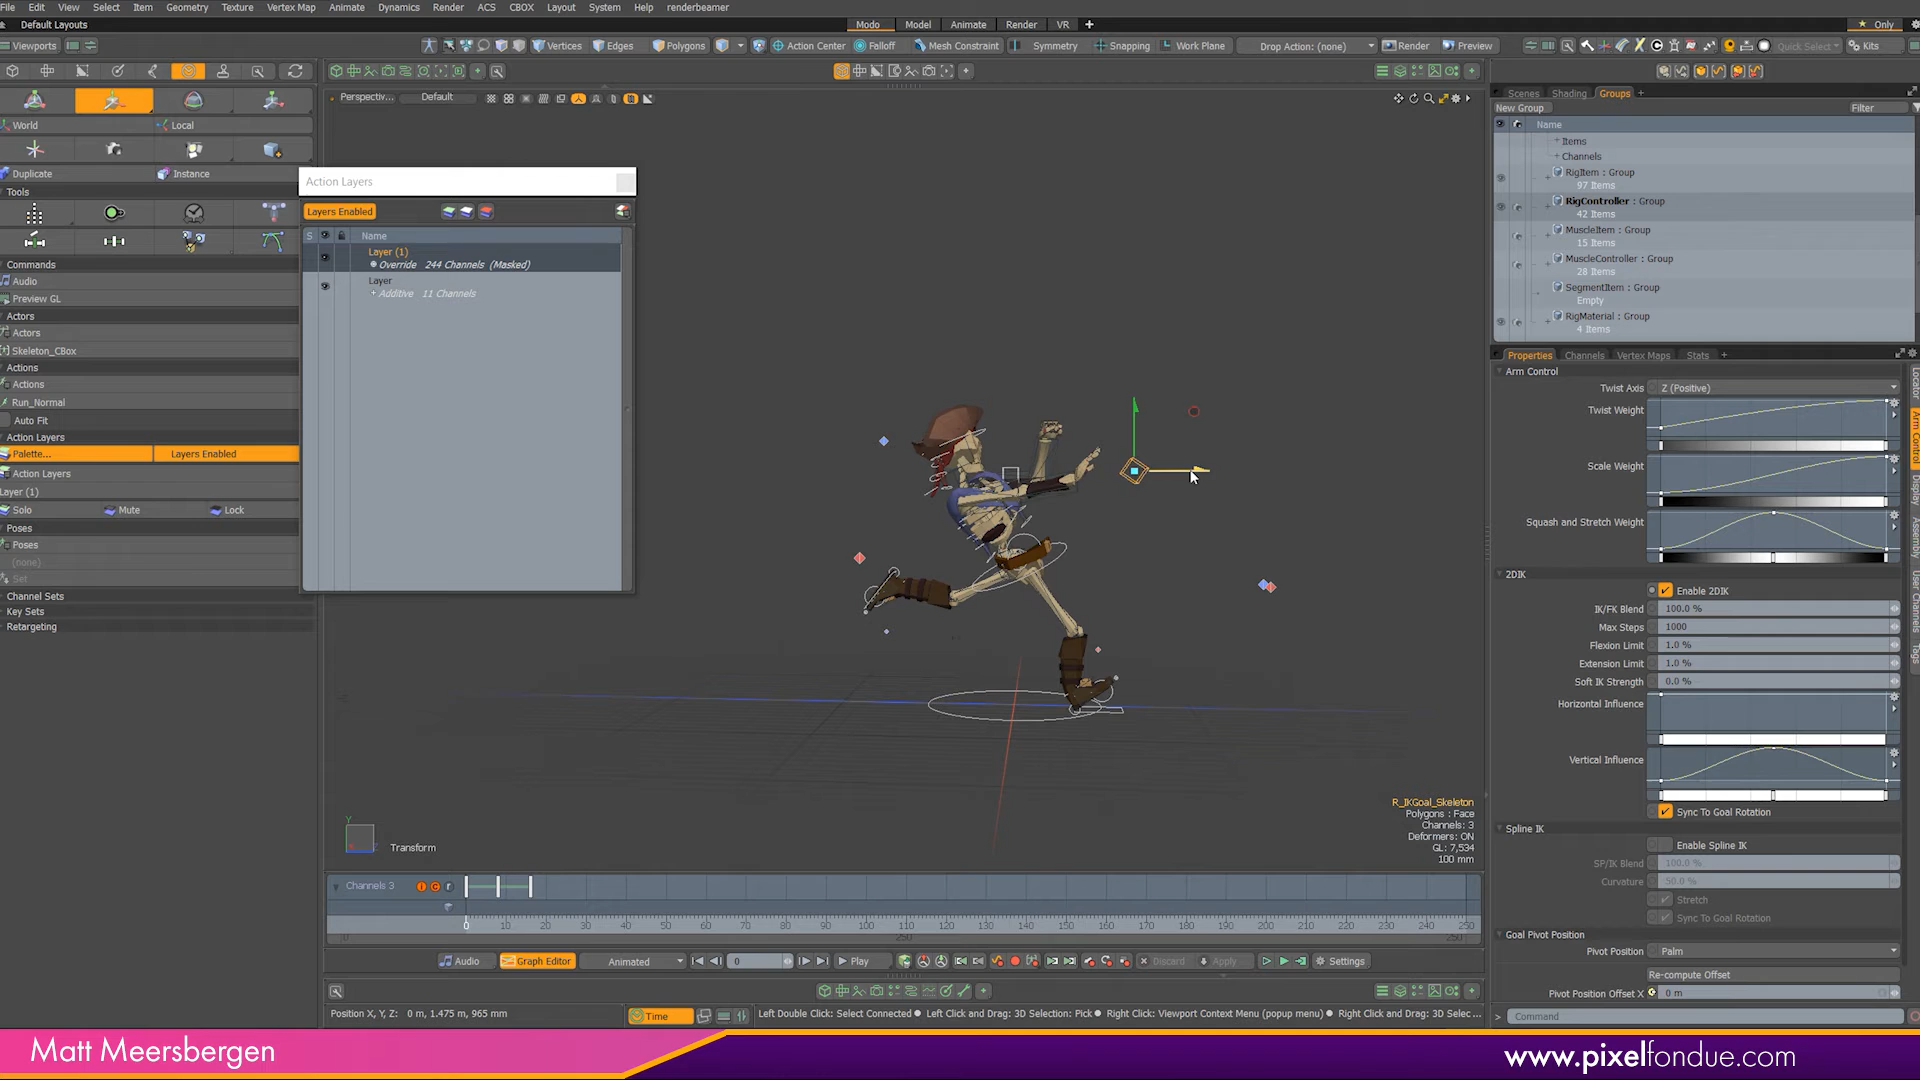 File Edit View Select Item Geometry Texture Vertex Map Animate Dynamics Render ACS CBOX Layout System Help renderbeamer
Default Layouts Modo Model Animate Render VR Only
Viewports Vertices Edges Polygons Action Center Falloff Mesh Constraint Symmetry Snapping Work Plane Drop Action: (none) Render Preview Quick Select Kits
World Local
Duplicate Instance
Tools
Commands
Audio
Preview GL
Actors
Actors
Skeleton_CBox
Actions
Actions
Run_Normal
Auto Fit
Action Layers
Palette... Layers Enabled
Action Layers
Layer (1)
Solo Mute Lock
Poses
Poses
(none)
Set
Channel Sets
Key Sets
Retargeting
Perspectiv... Default
Action Layers
Layers Enabled
S Name
Layer (1)
Override 244 Channels (Masked)
Layer
Additive 11 Channels
R_IKGoal_Skeleton
Polygons : Face
Channels: 3
Deformers: ON
GL: 7,534
100 mm
Y
Transform
Channels 3
0 10 20 30 40 50 60 70 80 90 100 110 120 130 140 150 160 170 180 190 200 210 220 230 240 250
0 250 250
Audio Graph Editor Animated 0 Play Discard Apply Settings
Position X, Y, Z: 0 m, 1.475 m, 965 mm Time Left Double Click: Select Connected Left Click and Drag: 3D Selection: Pick Right Click: Viewport Context Menu (popup menu) Right Click and Drag: 3D Selec ...
Scenes Shading Groups
New Group Filter
Name
Items
Channels
RigItem : Group
97 Items
RigController : Group
42 Items
MuscleItem : Group
15 Items
MuscleController : Group
28 Items
SegmentItem : Group
Empty
RigMaterial : Group
4 Items
Properties Channels Vertex Maps Stats
Arm Control
Twist Axis Z (Positive)
Twist Weight
Scale Weight
Squash and Stretch Weight
2DIK
Enable 2DIK
IK/FK Blend 100.0 %
Max Steps 1000
Flexion Limit 1.0 %
Extension Limit 1.0 %
Soft IK Strength 0.0 %
Horizontal Influence
Vertical Influence
Sync To Goal Rotation
Spline IK
Enable Spline IK
SP/IK Blend 100.0 %
Curvature 50.0 %
Stretch
Sync To Goal Rotation
Goal Pivot Position
Pivot Position Palm
Re-compute Offset
Pivot Position Offset X 0 m
Command
Locator
Arm Control
Display
Assembly
User Channels
Tags
Matt Meersbergen
www.pixelfondue.com